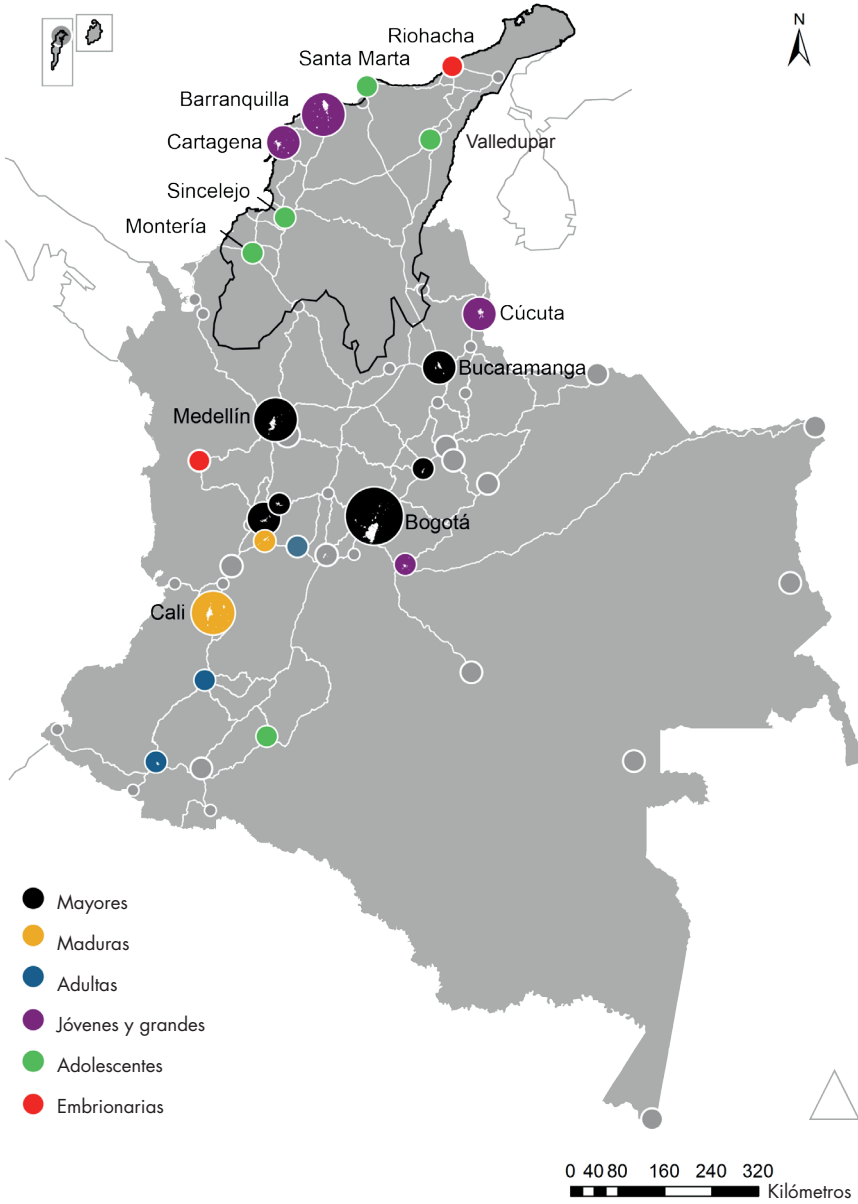 N
Riohacha
Santa Marta
Barranquilla
Cartagena
Valledupar
Sincelejo
Montería
Cúcuta
Bucaramanga
Medellín
Bogotá
Cali
Mayores
Maduras
Adultas
Jóvenes y grandes
Adolescentes
Embrionarias
0 40 80 160 240 320
Kilómetros